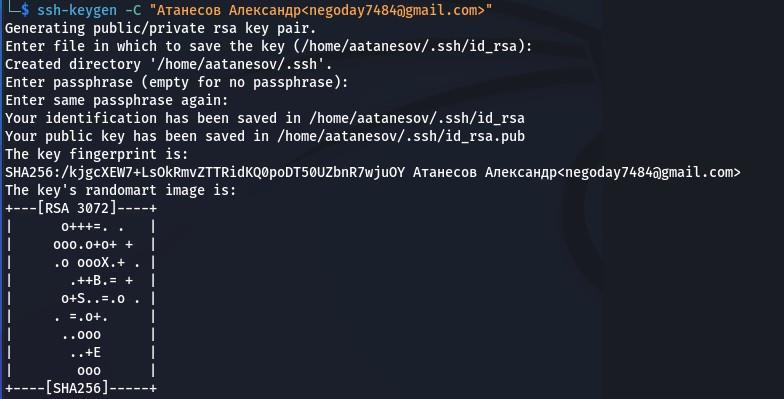 └─$ ssh-keygen -C "Атанесов Александр<negoday7484@gmail.com>"
Generating public/private rsa key pair.
Enter file in which to save the key (/home/aatanesov/.ssh/id_rsa):
Created directory '/home/aatanesov/.ssh'.
Enter passphrase (empty for no passphrase):
Enter same passphrase again:
Your identification has been saved in /home/aatanesov/.ssh/id_rsa
Your public key has been saved in /home/aatanesov/.ssh/id_rsa.pub
The key fingerprint is:
SHA256:/kjgcXEW7+LsOkRmvZTTRidKQ0poDT50UZbnR7wjuOY Атанесов Александр<negoday7484@gmail.com>
The key's randomart image is:
+---[RSA 3072]----+
|      o+++=. .   |
|     ooo.o+o+ +  |
|     .o oooX.+ . |
|       .++B.= +  |
|      o+S..=.o . |
|     . =.o+.     |
|      ..ooo      |
|       ..+E      |
|        ooo      |
+----[SHA256]-----+